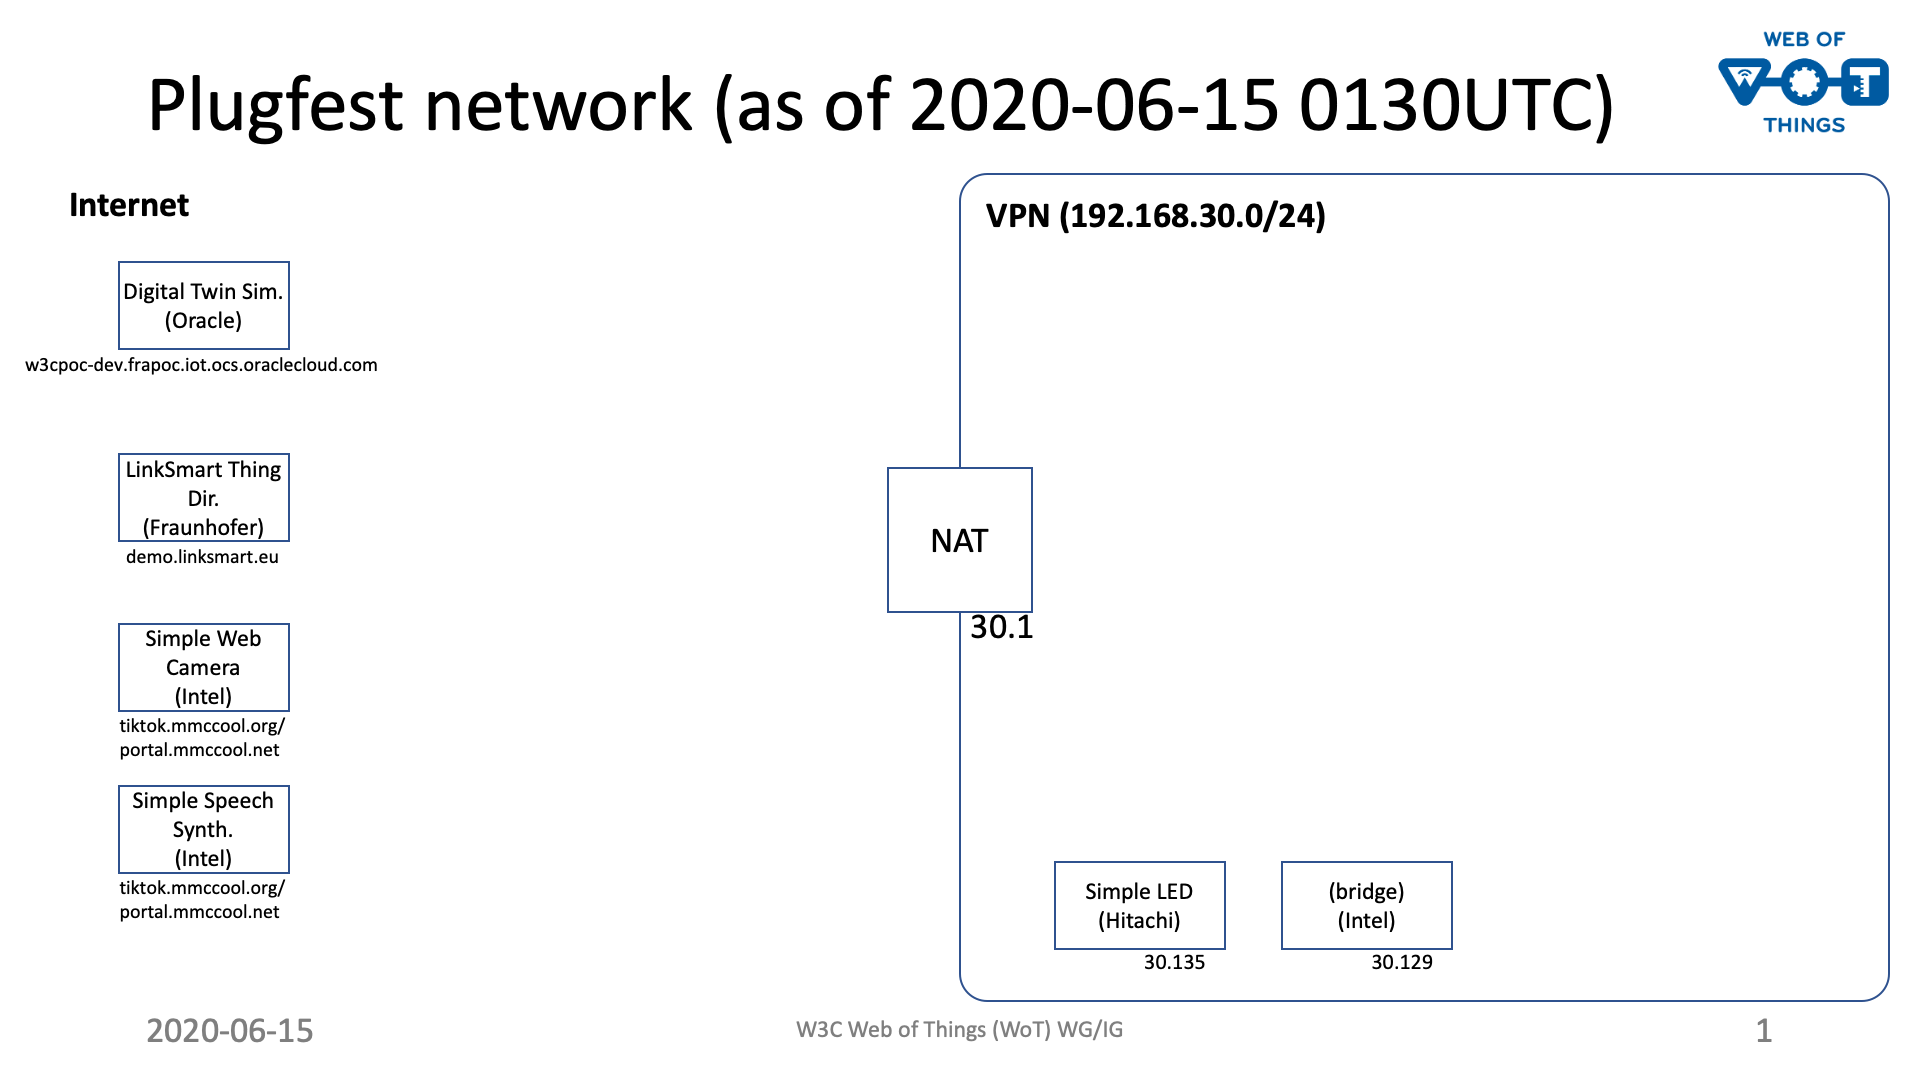 Plugfest network (as of 2020-06-15 0130UTC)
WEB OF
WOT
THINGS
Internet
Digital Twin Sim.
(Oracle)
w3cpoc-dev.frapoc.iot.ocs.oraclecloud.com
LinkSmart Thing
Dir.
(Fraunhofer)
demo.linksmart.eu
Simple Web
Camera
(Intel)
tiktok.mmccool.org/
portal.mmccool.net
Simple Speech
Synth.
(Intel)
tiktok.mmccool.org/
portal.mmccool.net
NAT
30.1
VPN (192.168.30.0/24)
Simple LED
(Hitachi)
30.135
(bridge)
(Intel)
30.129
2020-06-15
W3C Web of Things (WoT) WG/IG
1